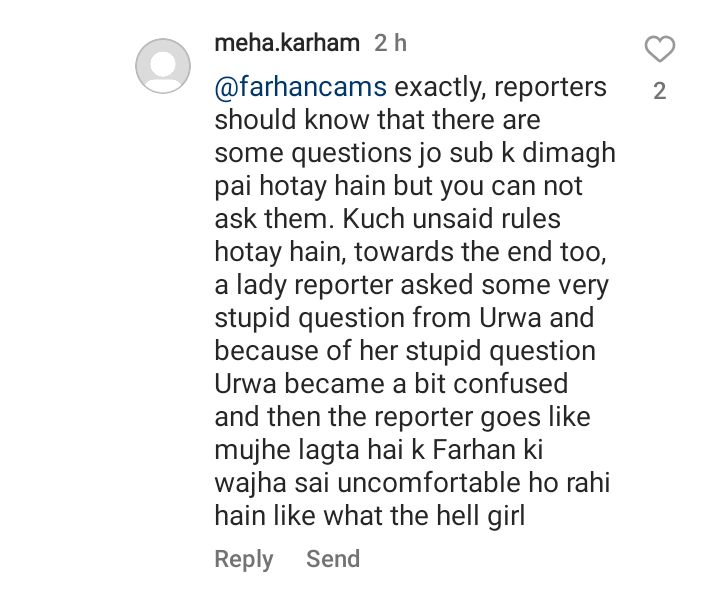 meha.karham 2 h
@farhancams exactly, reporters
should know that there are
some questions jo sub k dimagh
pai hotay hain but you can not
ask them. Kuch unsaid rules
hotay hain, towards the end too,
a lady reporter asked some very
stupid question from Urwa and
because of her stupid question
Urwa became a bit confused
and then the reporter goes like
mujhe lagta hai k Farhan ki
wajha sai uncomfortable ho rahi
hain like what the hell girl
Reply Send
2